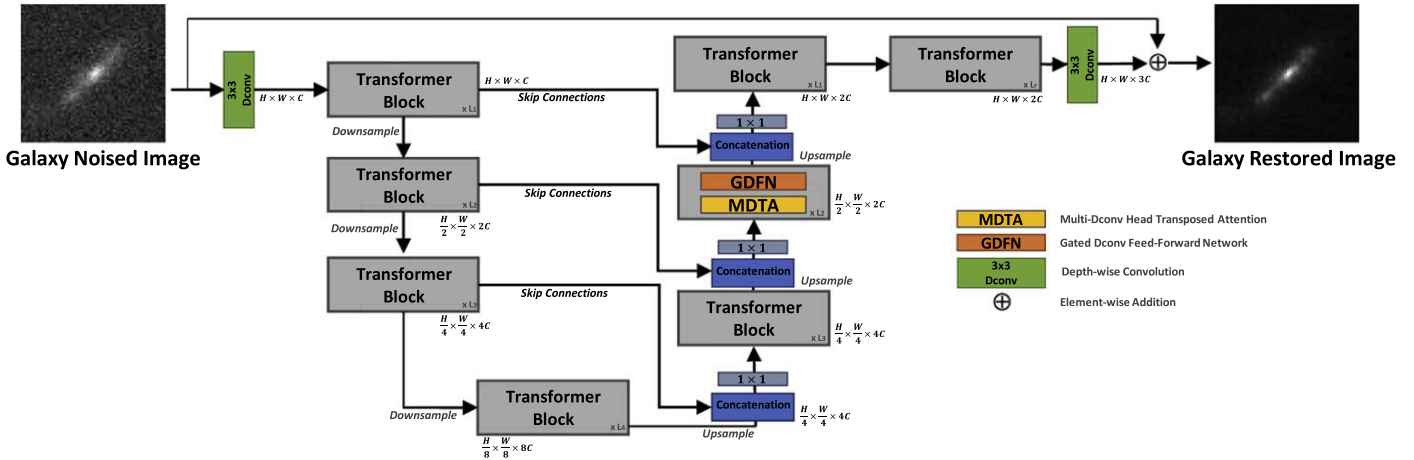 Galaxy Noised Image
3x3
Dconv
H × W × C
Transformer
Block
x L₁
H × W × C
Skip Connections
Downsample
Transformer
Block
x L₂
H/2 × W/2 × 2C
Skip Connections
Downsample
Transformer
Block
x L₃
H/4 × W/4 × 4C
Skip Connections
Downsample
Transformer
Block
x L₄
H/8 × W/8 × 8C
Upsample
Concatenation
H/4 × W/4 × 4C
1 × 1
Transformer
Block
x L₃
H/4 × W/4 × 4C
Upsample
Concatenation
1 × 1
GDFN
MDTA
x L₂
H/2 × W/2 × 2C
Upsample
Concatenation
1 × 1
Transformer
Block
x L₁
H × W × 2C
Transformer
Block
x Lᵣ
H × W × 2C
3x3
Dconv
H × W × 3C
Galaxy Restored Image
MDTA
Multi-Dconv Head Transposed Attention
GDFN
Gated Dconv Feed-Forward Network
3x3
Dconv
Depth-wise Convolution
Element-wise Addition